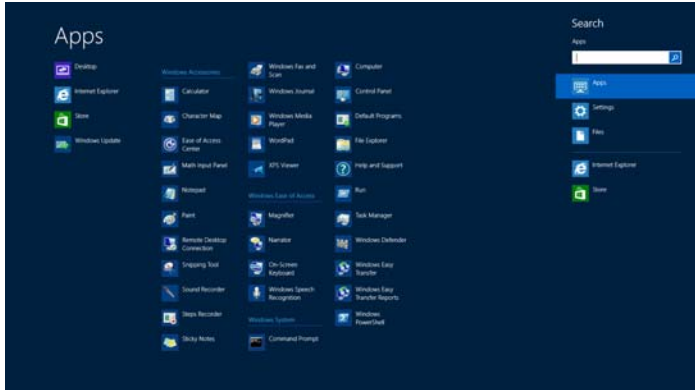 Apps
Desktop
Internet Explorer
Store
Windows Update
Windows Accessories
Calculator
Character Map
Ease of Access
Center
Math Input Panel
Notepad
Paint
Remote Desktop
Connection
Snipping Tool
Sound Recorder
Steps Recorder
Sticky Notes
Windows Fax and
Scan
Windows Journal
Windows Media
Player
WordPad
XPS Viewer
Windows Ease of Access
Magnifier
Narrator
On-Screen
Keyboard
Windows Speech
Recognition
Windows System
Command Prompt
Computer
Control Panel
Default Programs
File Explorer
Help and Support
Run
Task Manager
Windows Defender
Windows Easy
Transfer
Windows Easy
Transfer Reports
Windows
PowerShell
Search
Apps
Apps
Settings
Files
Internet Explorer
Store